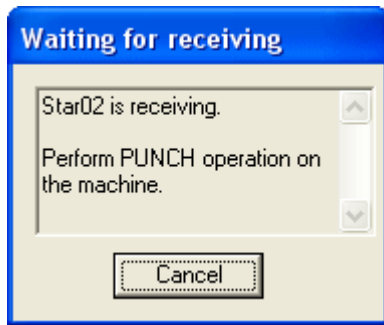 Waiting for receiving
Star02 is receiving.
Perform PUNCH operation on
the machine.
Cancel